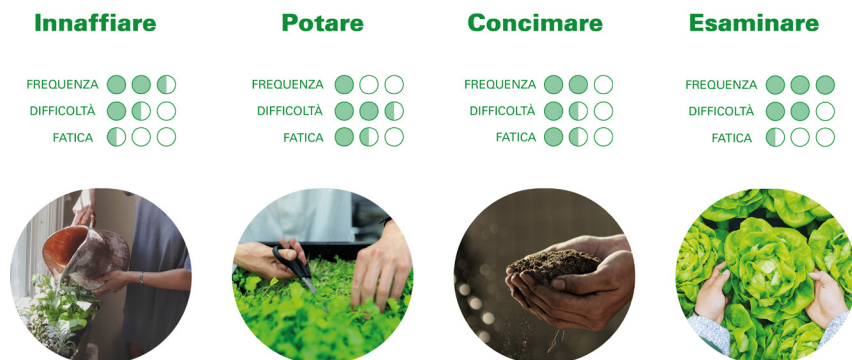 Innaffiare
FREQUENZA
DIFFICOLTÀ
FATICA
Potare
FREQUENZA
DIFFICOLTÀ
FATICA
Concimare
FREQUENZA
DIFFICOLTÀ
FATICA
Esaminare
FREQUENZA
DIFFICOLTÀ
FATICA